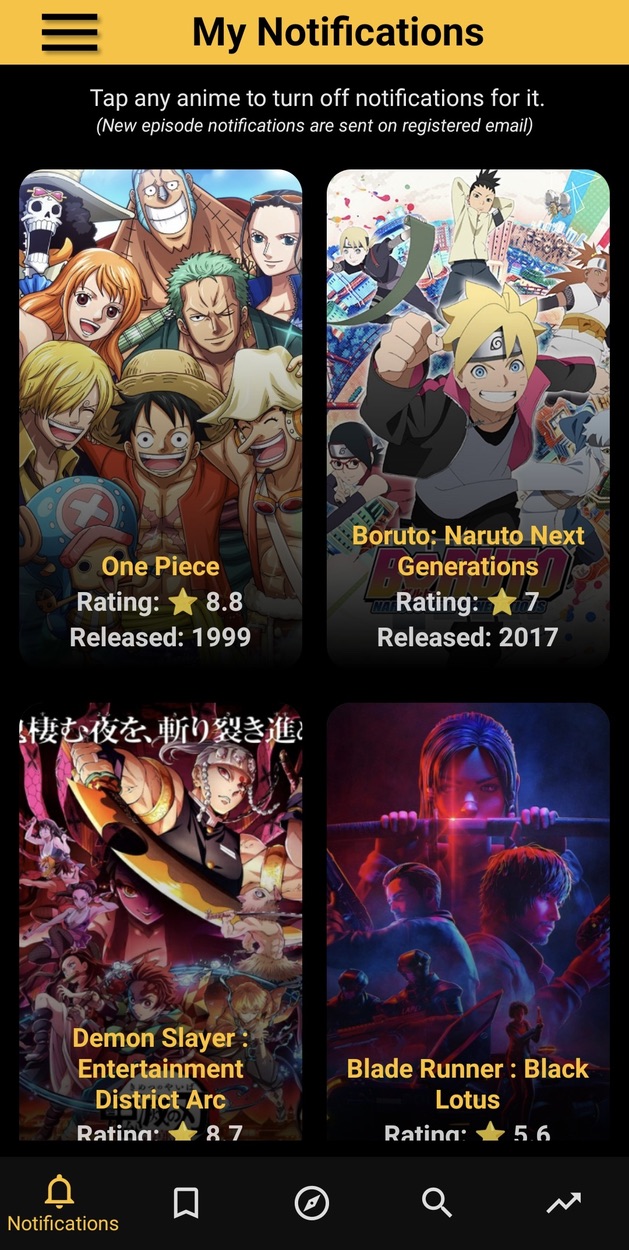 My Notifications
Tap any anime to turn off notifications for it.
(New episode notifications are sent on registered email)
One Piece
Rating: ⭐ 8.8
Released: 1999
Boruto: Naruto Next
Generations
BORUTO
Rating: ⭐ 7
Released: 2017
棲む夜を、斬り裂き進め
Demon Slayer :
Entertainment
District Arc
Rating: ⭐ 8.7
Blade Runner : Black
Lotus
Rating: ⭐ 5.6
Notifications